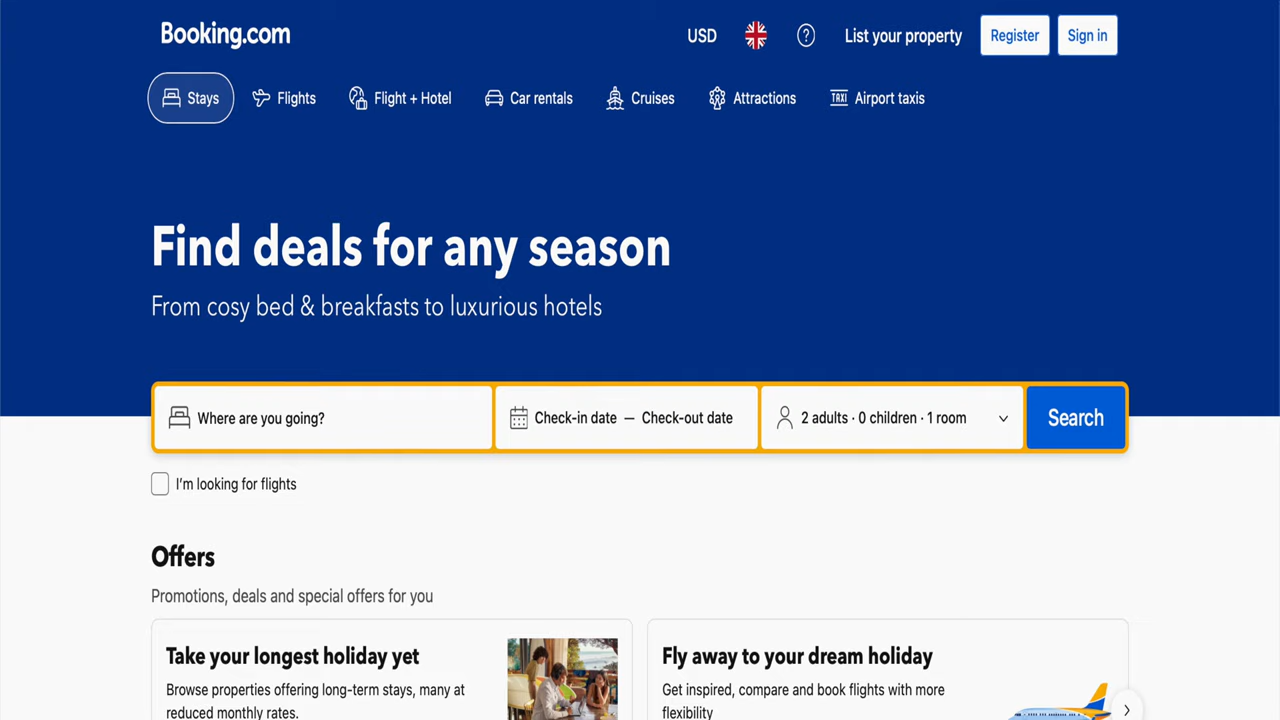 Booking.com
USD
List your property
Register
Sign in
Stays
Flights
Flight + Hotel
Car rentals
Cruises
Attractions
TAXI
Airport taxis
Find deals for any season
From cosy bed & breakfasts to luxurious hotels
Where are you going?
Check-in date — Check-out date
2 adults · 0 children · 1 room
Search
I'm looking for flights
Offers
Promotions, deals and special offers for you
Take your longest holiday yet
Browse properties offering long-term stays, many at
reduced monthly rates.
Fly away to your dream holiday
Get inspired, compare and book flights with more
flexibility